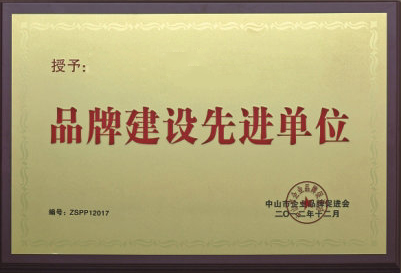 授予：
品牌建设先进单位
编号：ZSPP12017
中山市企业品牌促进会
二〇一二年十二月